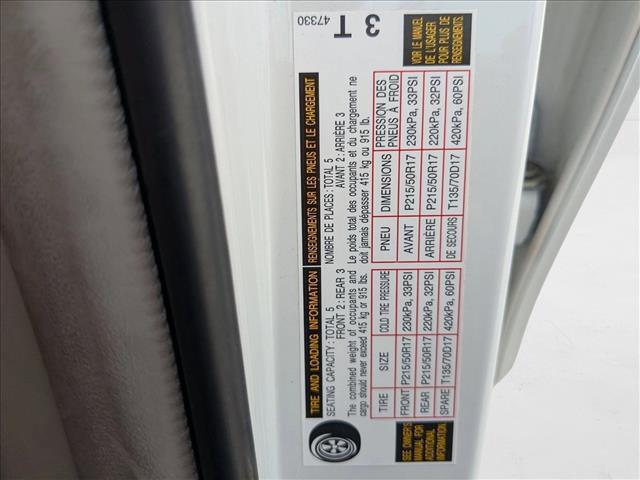 TIRE AND LOADING INFORMATION
SEATING CAPACITY: TOTAL 5
FRONT 2: REAR 3
The combined weight of occupants and
cargo should never exceed 415 kg or 915 lbs.
TIRE SIZE COLD TIRE PRESSURE
FRONT P215/50R17 230kPa, 33PSI
REAR P215/50R17 220kPa, 32PSI
SPARE T135/70D17 420kPa, 60PSI
SEE OWNER'S
MANUAL FOR
ADDITIONAL
INFORMATION
RENSEIGNEMENTS SUR LES PNEUS ET LE CHARGEMENT
NOMBRE DE PLACES: TOTAL 5
AVANT 2: ARRIÈRE 3
Le poids total des occupants et du chargement ne
doit jamais dépasser 415 kg ou 915 lb.
PNEU DIMENSIONS PRESSION DES
PNEUS À FROID
AVANT P215/50R17 230kPa, 33PSI
ARRIÈRE P215/50R17 220kPa, 32PSI
DE SECOURS T135/70D17 420kPa, 60PSI
VOIR LE MANUEL
DE L'USAGER
POUR PLUS DE
RENSEIGNEMENTS
47330
3 T